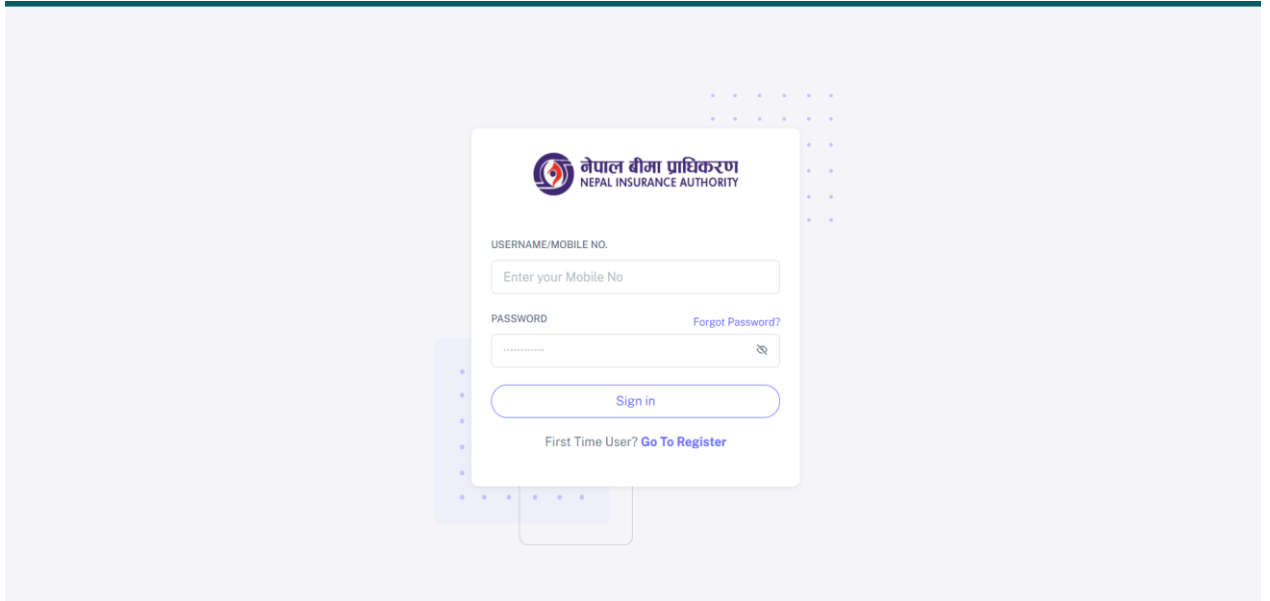 नेपाल बीमा प्राधिकरण
NEPAL INSURANCE AUTHORITY
USERNAME/MOBILE NO.
Enter your Mobile No
PASSWORD
Forgot Password?
············
Sign in
First Time User? Go To Register